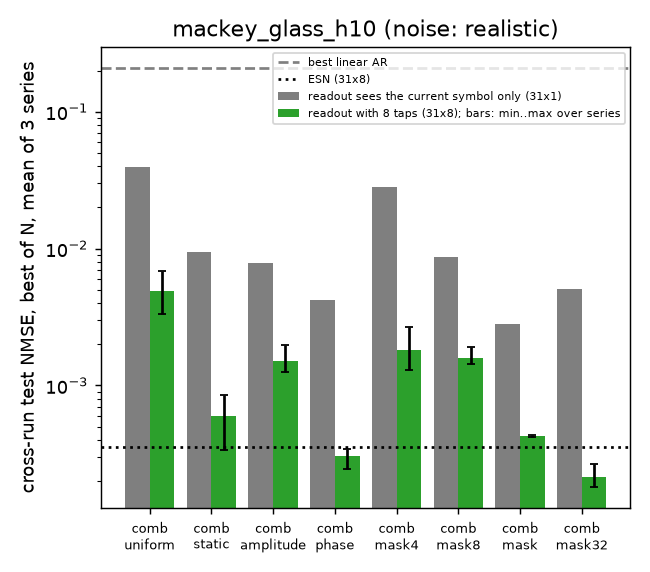 mackey_glass_h10 (noise: realistic)
cross-run test NMSE, best of N, mean of 3 series
10⁻¹
10⁻²
10⁻³
best linear AR
ESN (31x8)
readout sees the current symbol only (31x1)
readout with 8 taps (31x8); bars: min..max over series
comb
uniform
comb
static
comb
amplitude
comb
phase
comb
mask4
comb
mask8
comb
mask
comb
mask32